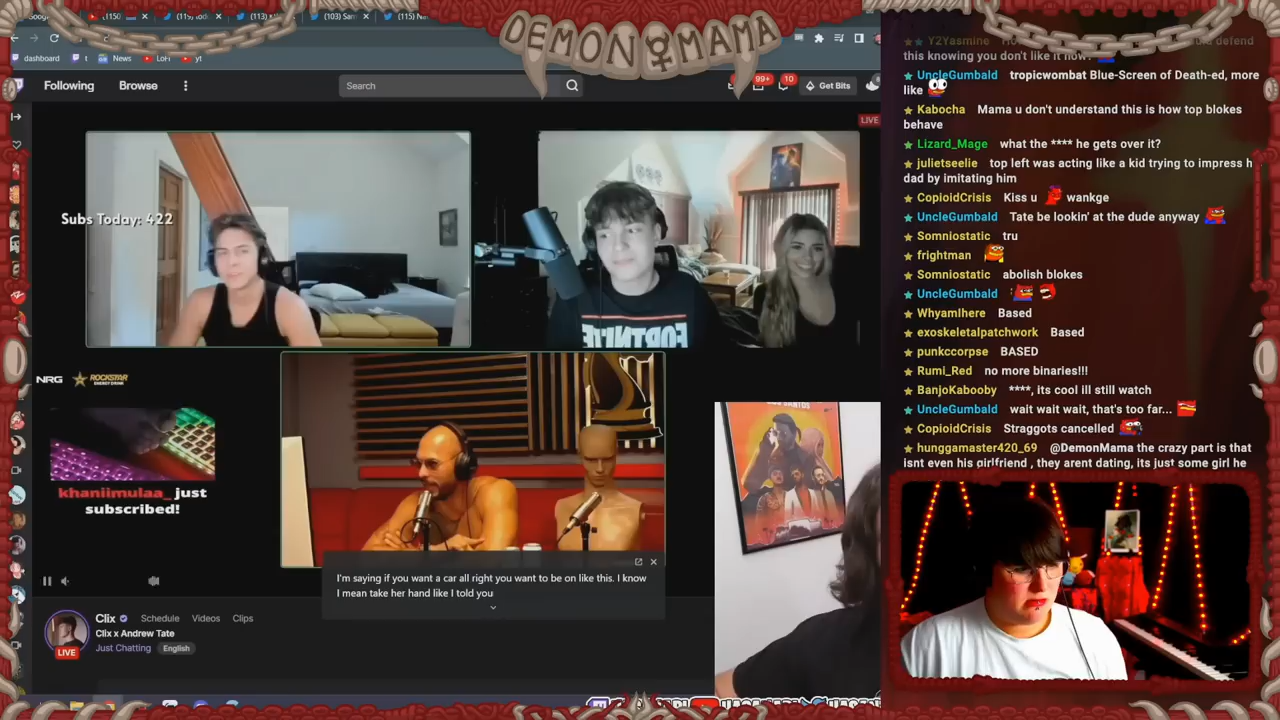 DEMON MAMA
dashboard
News
LoFi
yt
Following
Browse
Search
99+
10
Get Bits
LIVE
Subs Today: 422
FORTNITE
NRG ROCKSTAR
ENERGY DRINK
khaniimulaa_ just
subscribed!
I'm saying if you want a car all right you want to be on like this. I know
I mean take her hand like I told you
Clix
Schedule
Videos
Clips
Clix x Andrew Tate
Just Chatting
English
LIVE
Y2Yasmine
defend
this knowing you don't like it now?
UncleGumbald tropicwombat Blue-Screen of Death-ed, more
like
Kabocha Mama u don't understand this is how top blokes
behave
Lizard_Mage what the **** he gets over it?
julietseelie top left was acting like a kid trying to impress h
dad by imitating him
CopioidCrisis Kiss u wankge
UncleGumbald Tate be lookin' at the dude anyway
Somniostatic tru
frightman
Somniostatic abolish blokes
UncleGumbald
WhyamIhere Based
exoskeletalpatchwork Based
punkccorpse BASED
Rumi_Red no more binaries!!!
BanjoKabooby ****, its cool ill still watch
UncleGumbald wait wait wait, that's too far...
CopioidCrisis Straggots cancelled
hunggamaster420_69 @DemonMama the crazy part is that
isnt even his girlfriend , they arent dating, its just some girl he